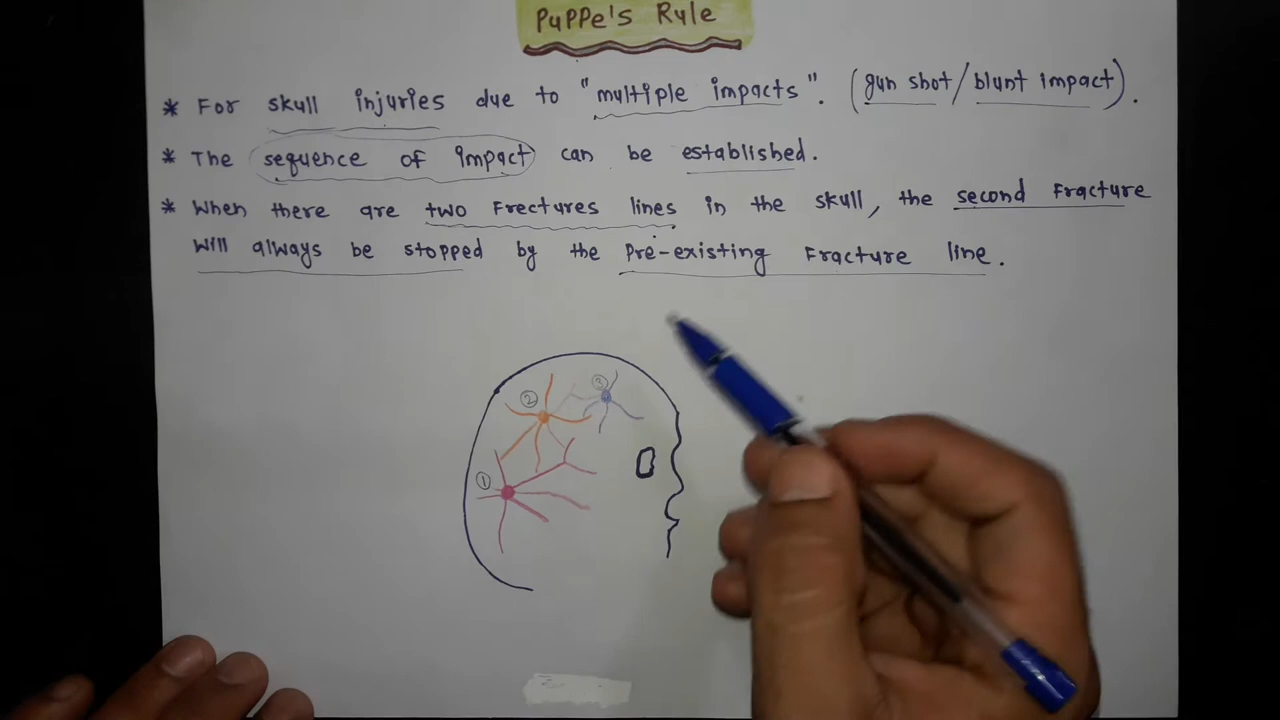 Puppe's Rule
* For skull injuries due to "multiple impacts". (gun shot/blunt impact).
* The sequence of impact can be established.
* When there are two Frectures lines in the skull, the second Fracture
will always be stopped by the Pre-existing Fracture line.
3
2
1